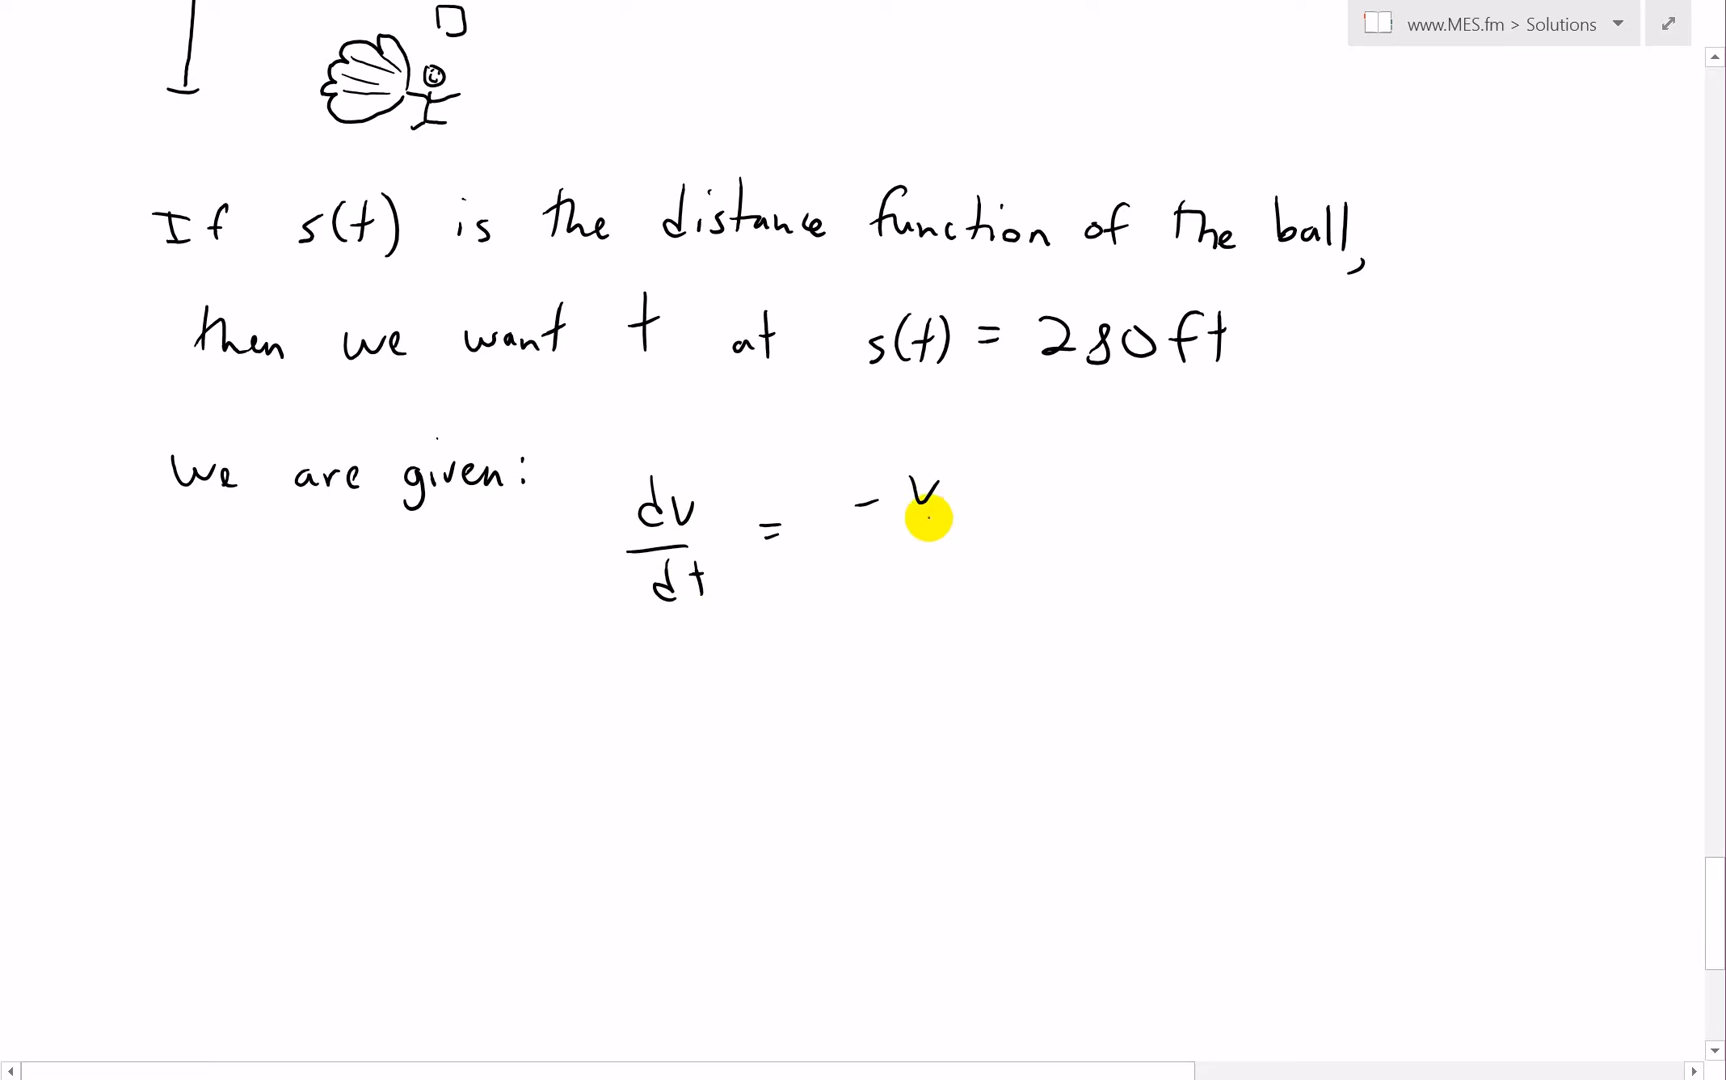 www.MES.fm > Solutions
If s(t) is the distance function of the ball,
then we want t at s(t) = 280ft
We are given:
dv/dt = - v